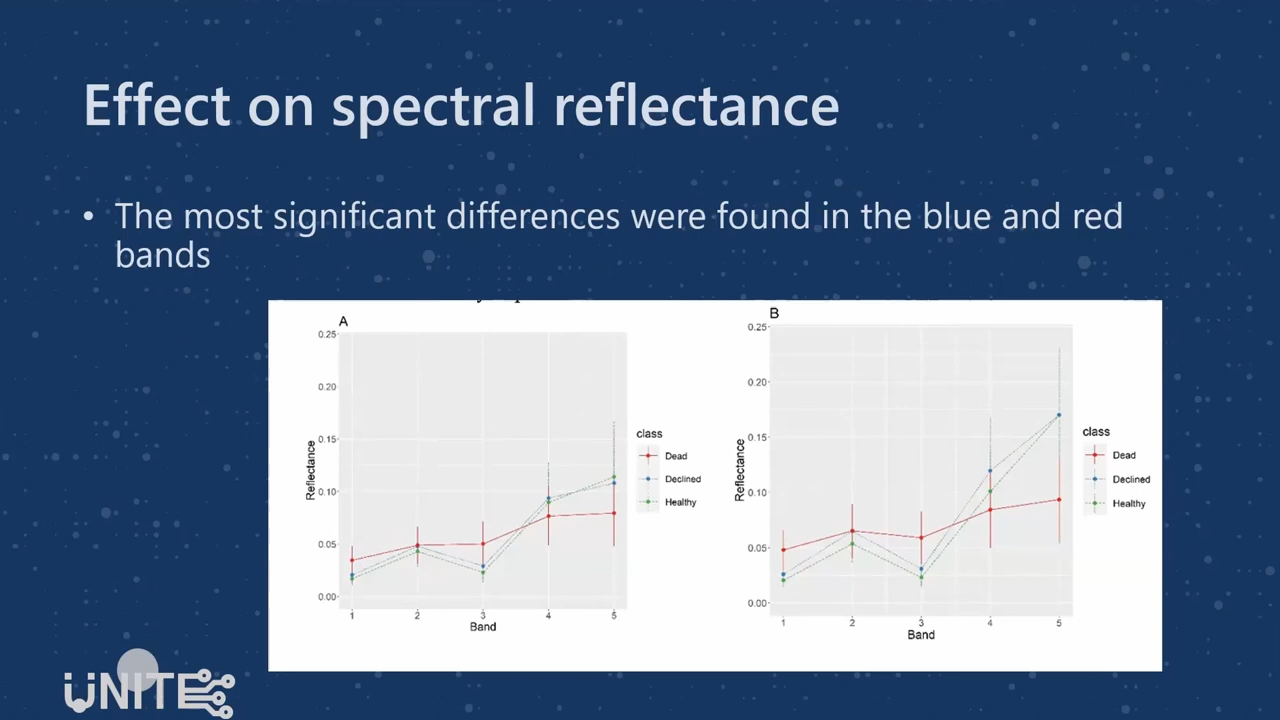 Effect on spectral reflectance
• The most significant differences were found in the blue and red
bands
A
0.25
0.20
0.15
0.10
0.05
0.00
Reflectance
1 2 3 4 5
Band
class
Dead
Declined
Healthy
B
0.25
0.20
0.15
0.10
0.05
0.00
Reflectance
1 2 3 4 5
Band
class
Dead
Declined
Healthy
UNITE